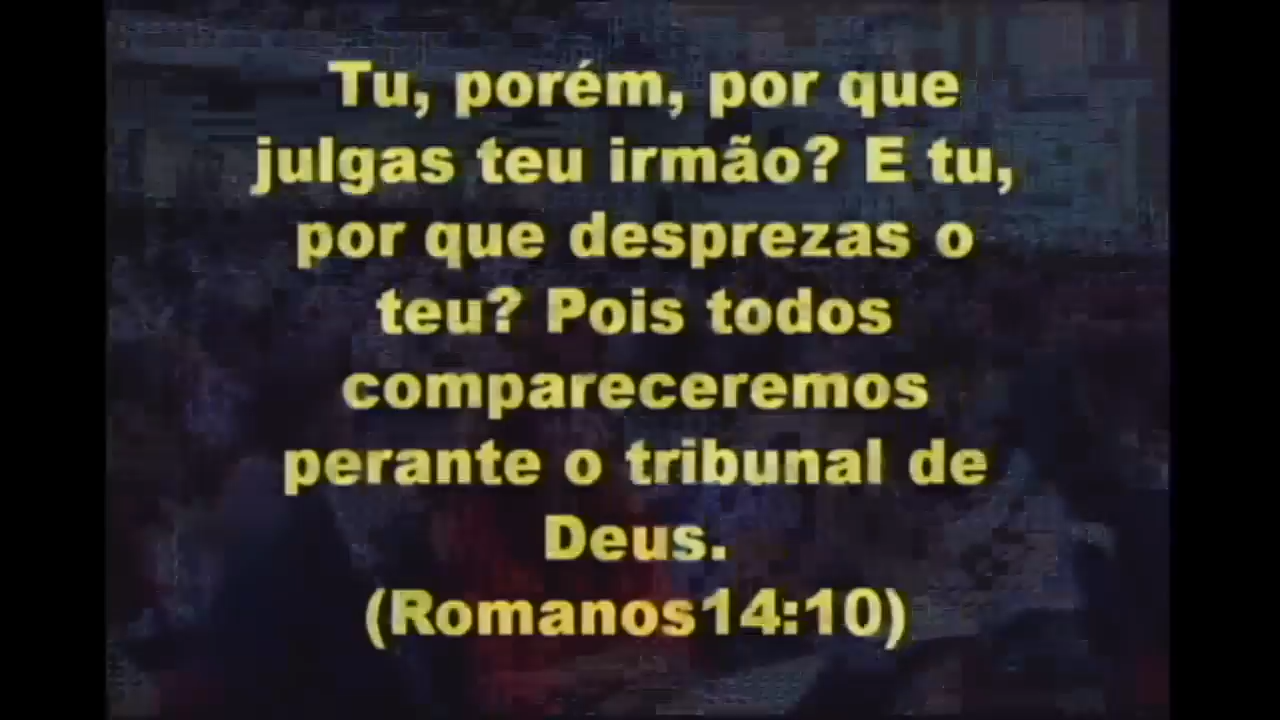 Tu, porém, por que
julgas teu irmão? E tu,
por que desprezas o
teu? Pois todos
compareceremos
perante o tribunal de
Deus.
(Romanos14:10)